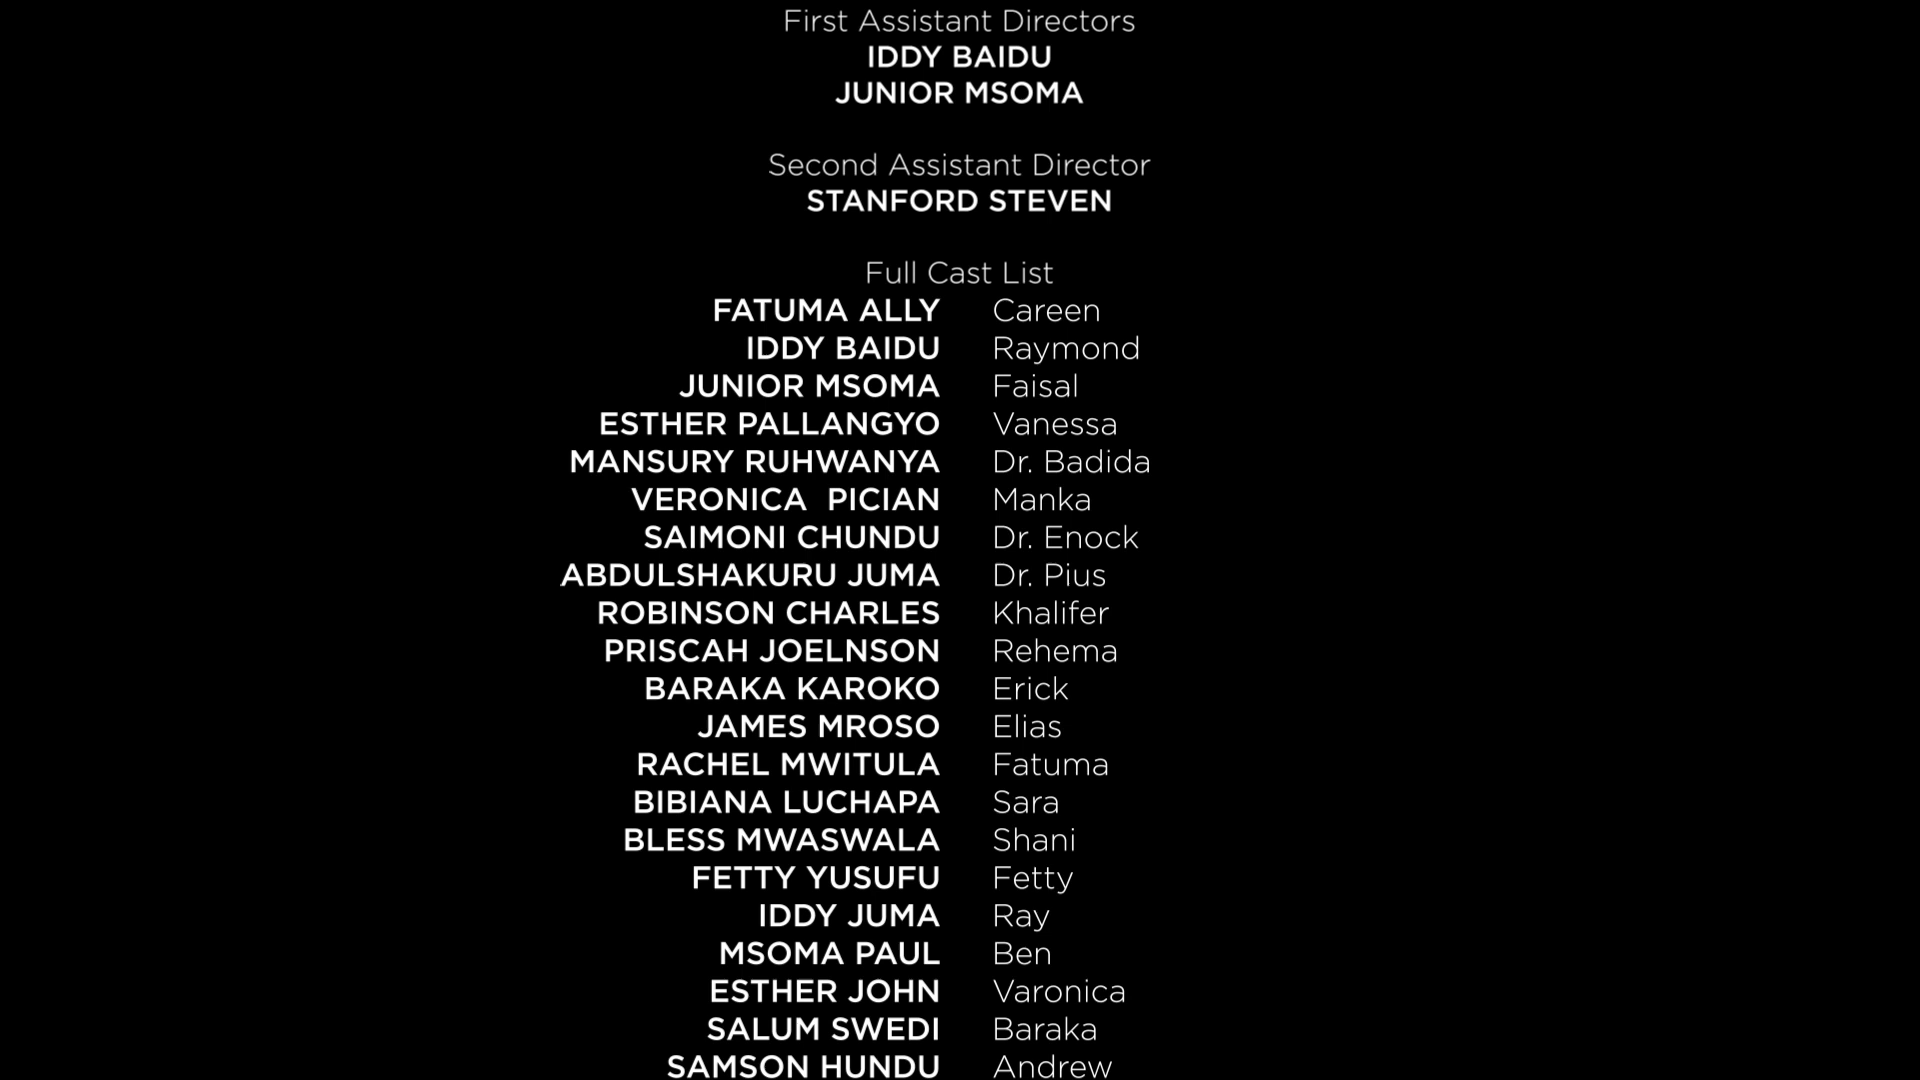 First Assistant Directors
IDDY BAIDU
JUNIOR MSOMA
Second Assistant Director
STANFORD STEVEN
Full Cast List
FATUMA ALLY Careen
IDDY BAIDU Raymond
JUNIOR MSOMA Faisal
ESTHER PALLANGYO Vanessa
MANSURY RUHWANYA Dr. Badida
VERONICA  PICIAN Manka
SAIMONI CHUNDU Dr. Enock
ABDULSHAKURU JUMA Dr. Pius
ROBINSON CHARLES Khalifer
PRISCAH JOELNSON Rehema
BARAKA KAROKO Erick
JAMES MROSO Elias
RACHEL MWITULA Fatuma
BIBIANA LUCHAPA Sara
BLESS MWASWALA Shani
FETTY YUSUFU Fetty
IDDY JUMA Ray
MSOMA PAUL Ben
ESTHER JOHN Varonica
SALUM SWEDI Baraka
SAMSON HUNDU Andrew